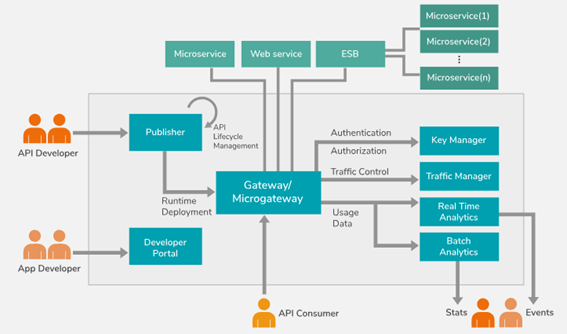 Microservice(1)
Microservice
Web service
ESB
Microservice(2)
Microservice(n)
API Developer
Publisher
API
Lifecycle
Management
Authentication
Authorization
Key Manager
Traffic Control
Traffic Manager
Runtime
Deployment
Gateway/
Microgateway
Usage
Data
Real Time
Analytics
Batch
Analytics
App Developer
Developer
Portal
API Consumer
Stats
Events